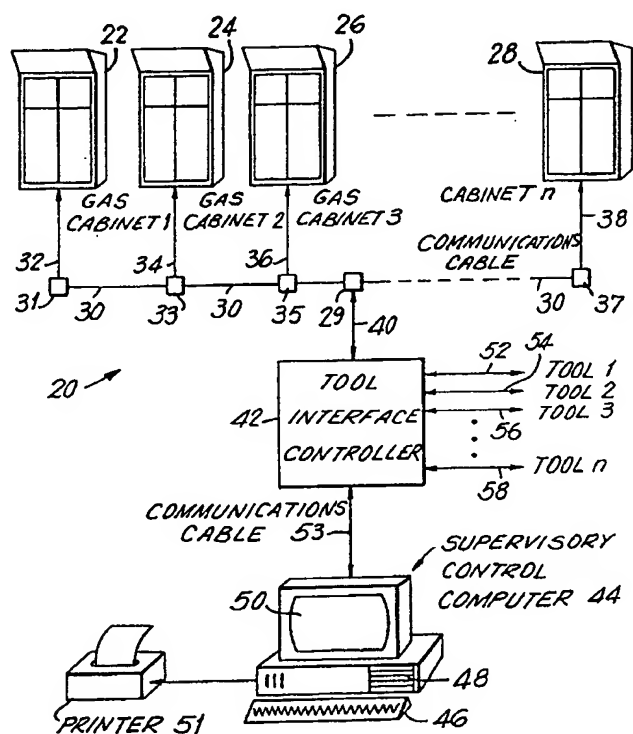 22
24
26
28
GAS CABINET 1
GAS CABINET 2
GAS CABINET 3
CABINET n
COMMUNICATIONS CABLE
32
34
36
38
31
30
33
30
35
29
30
37
40
20
42
TOOL INTERFACE CONTROLLER
52
54
TOOL 1
TOOL 2
TOOL 3
56
TOOL n
58
COMMUNICATIONS CABLE 53
SUPERVISORY CONTROL COMPUTER 44
50
48
46
PRINTER 51